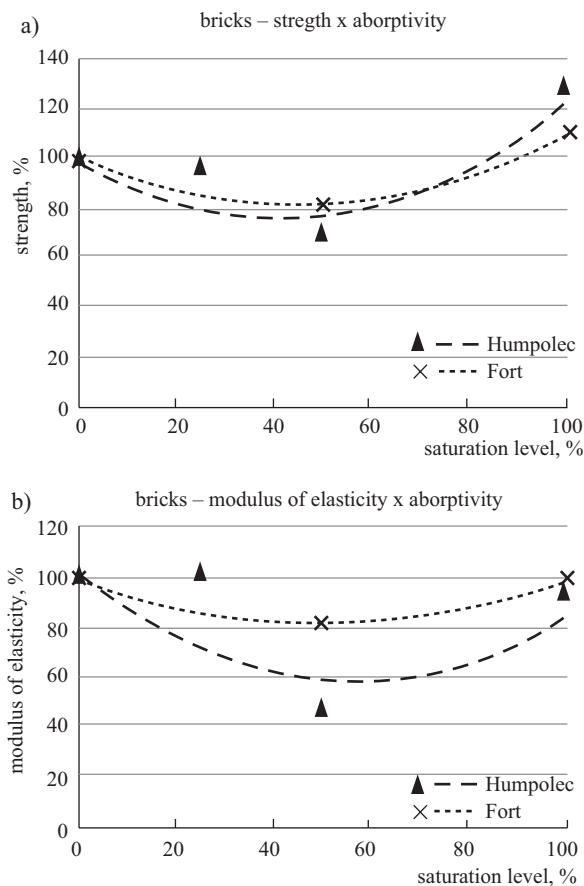 a)
bricks – stregth x aborptivity
140
120
100
80
60
40
20
0
strength, %
Humpolec
Fort
0 20 40 60 80 100
saturation level, %
b)
bricks – modulus of elasticity x aborptivity
120
100
80
60
40
20
0
modulus of elasticity, %
Humpolec
Fort
0 20 40 60 80 100
saturation level, %